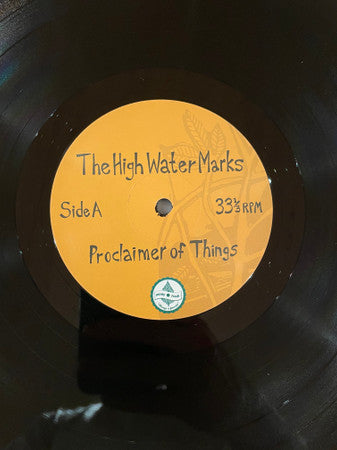 The High Water Marks
Side A
33⅓ RPM
Proclaimer of Things